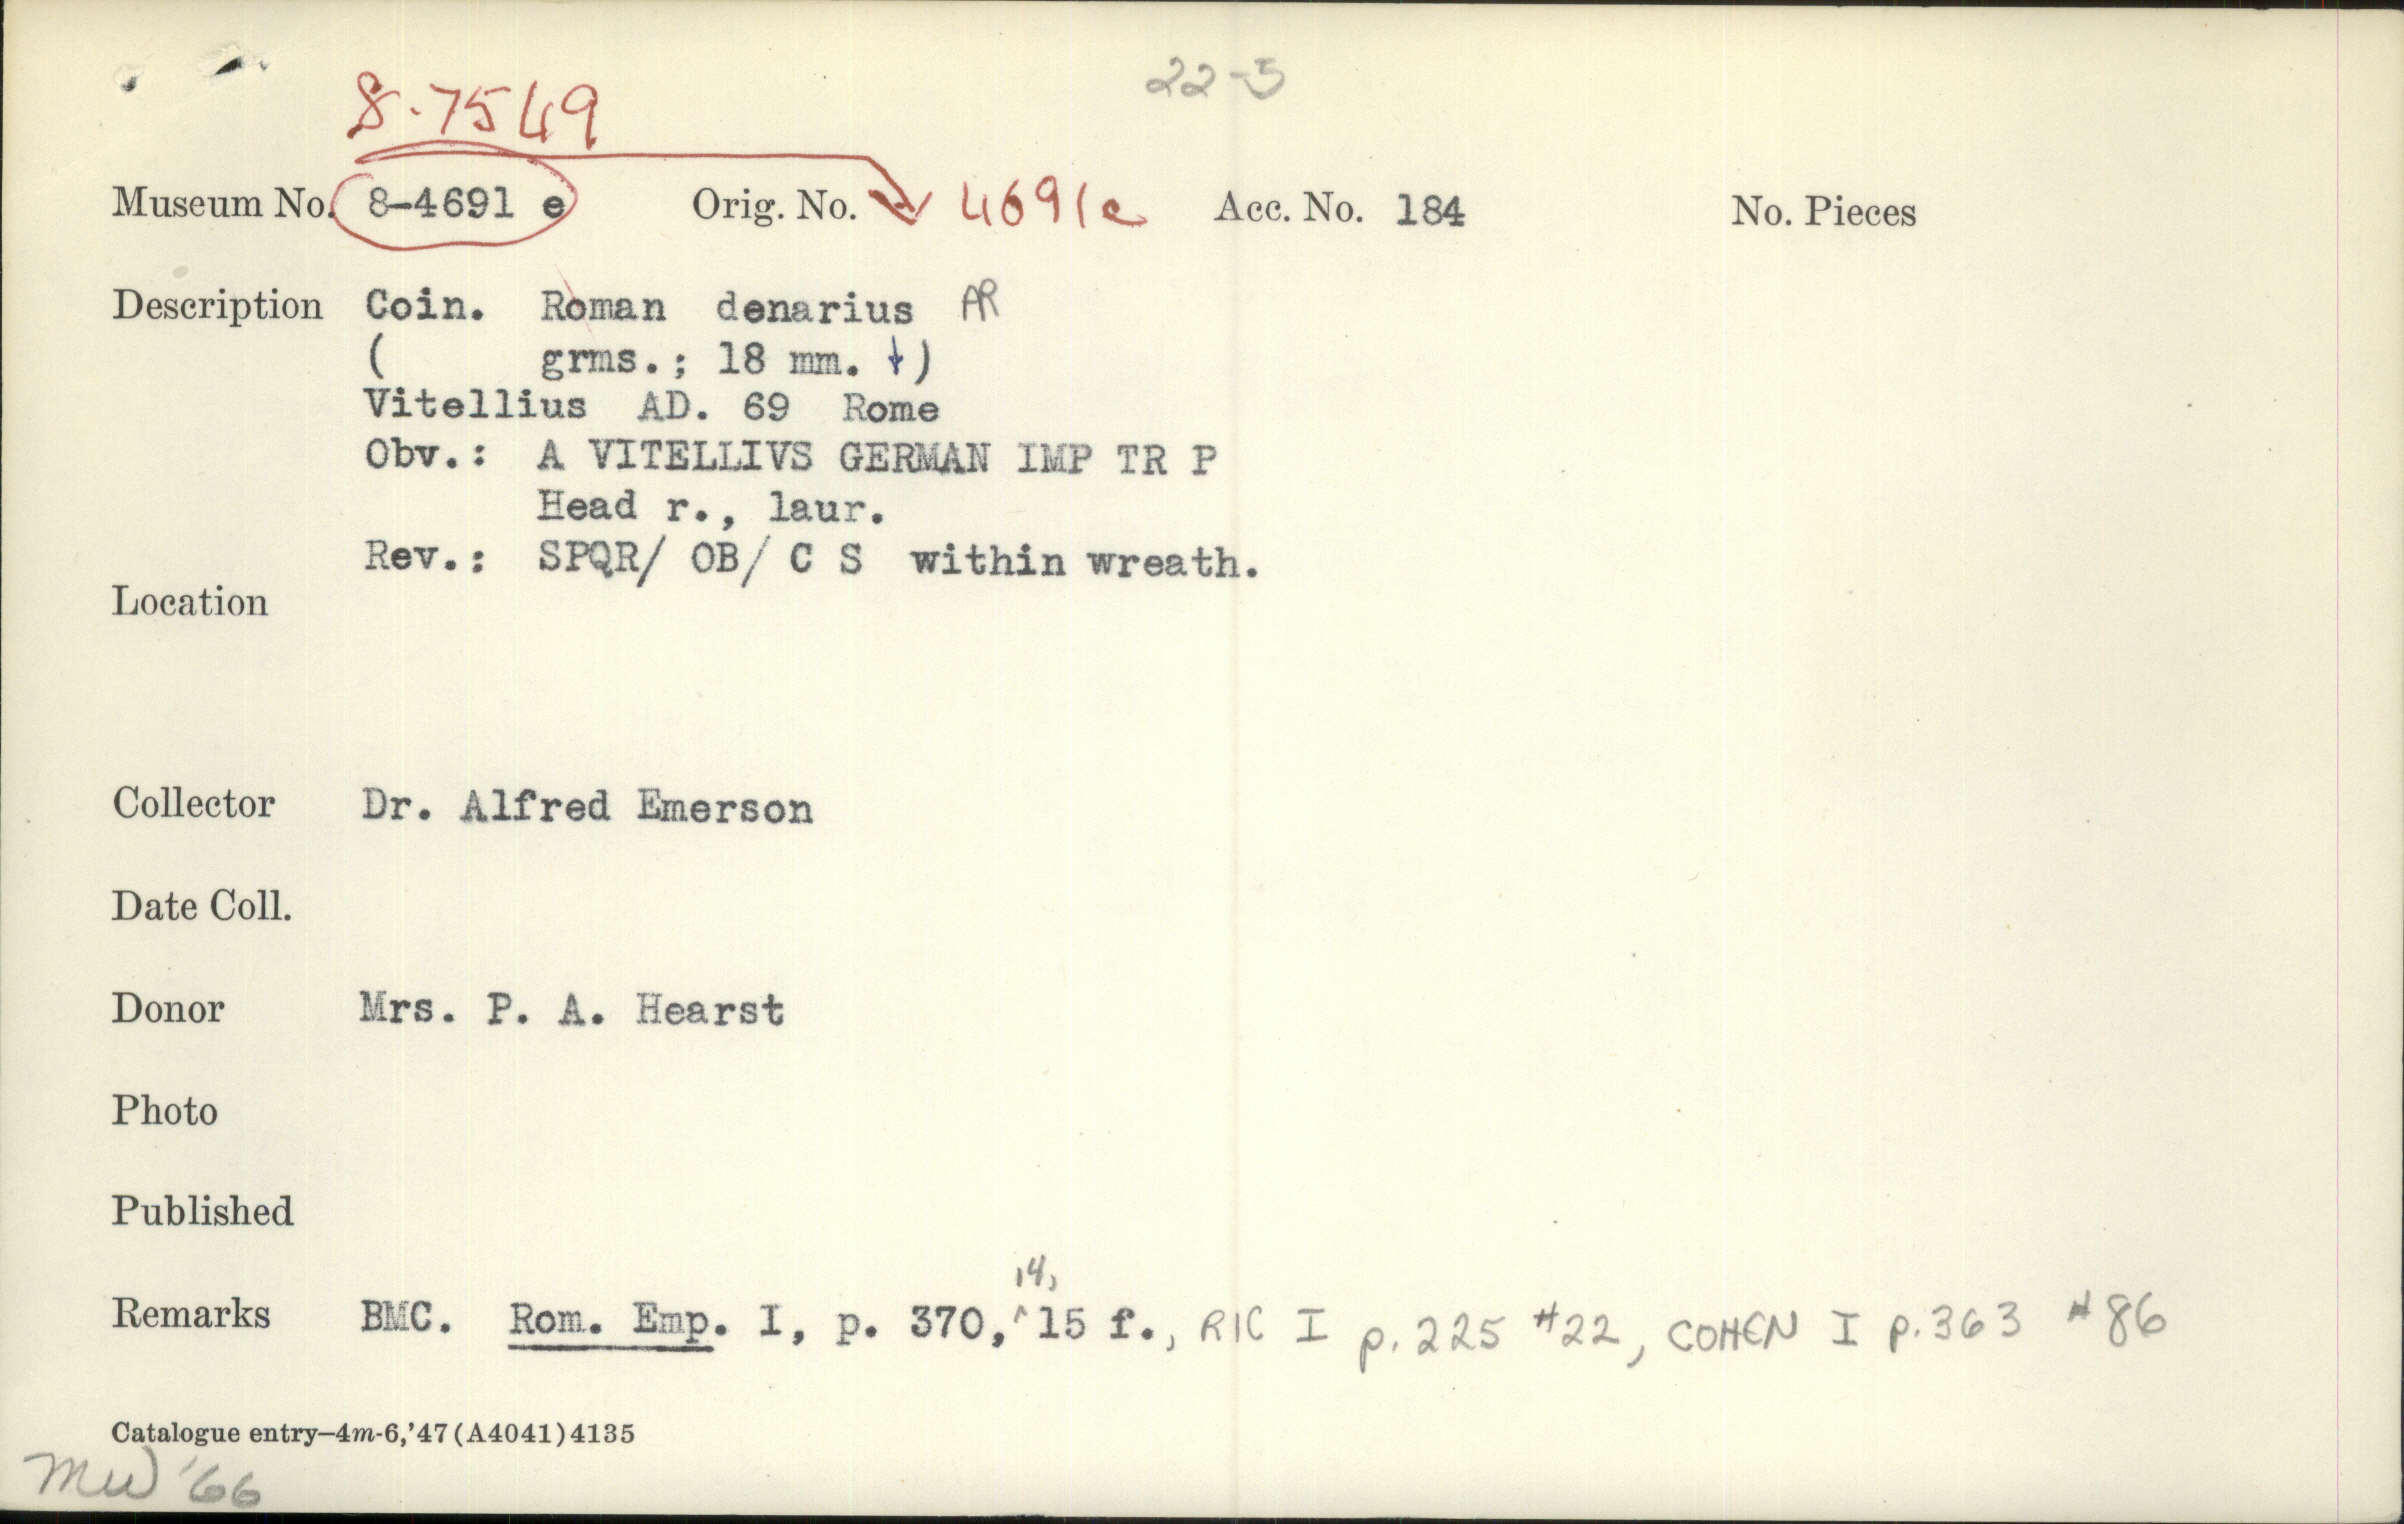 22-3
8-7549
Museum No. 8-4691 e Orig. No. 4691e Acc. No. 184 No. Pieces
Description Coin. Roman denarius AR
( grms.; 18 mm. ↓)
Vitellius AD. 69 Rome
Obv.: A VITELLIVS GERMAN IMP TR P
Head r., laur.
Rev.: SPQR/ OB/ C S within wreath.
Location
Collector Dr. Alfred Emerson
Date Coll.
Donor Mrs. P. A. Hearst
Photo
Published
14,
Remarks BMC. Rom. Emp. I, p. 370,^15 f., RIC I p.225 #22, COHEN I p.363 #86
Catalogue entry—4m-6,'47(A4041)4135
MW '66